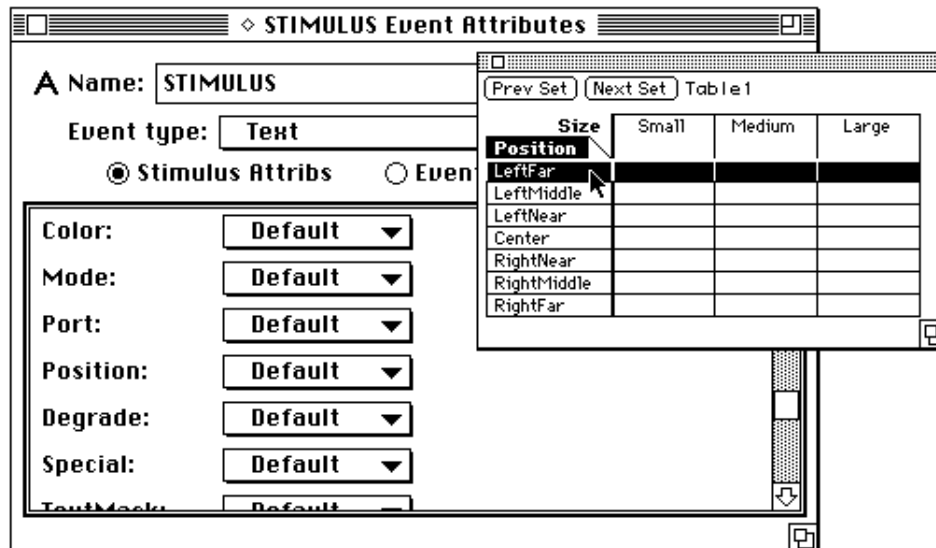 STIMULUS Event Attributes
A Name: STIMULUS
Event type: Text
Stimulus Attribs Even
Color: Default
Mode: Default
Port: Default
Position: Default
Degrade: Default
Special: Default
TextMask: Default
Prev Set Next Set Table1
Size Small Medium Large
Position
LeftFar
LeftMiddle
LeftNear
Center
RightNear
RightMiddle
RightFar